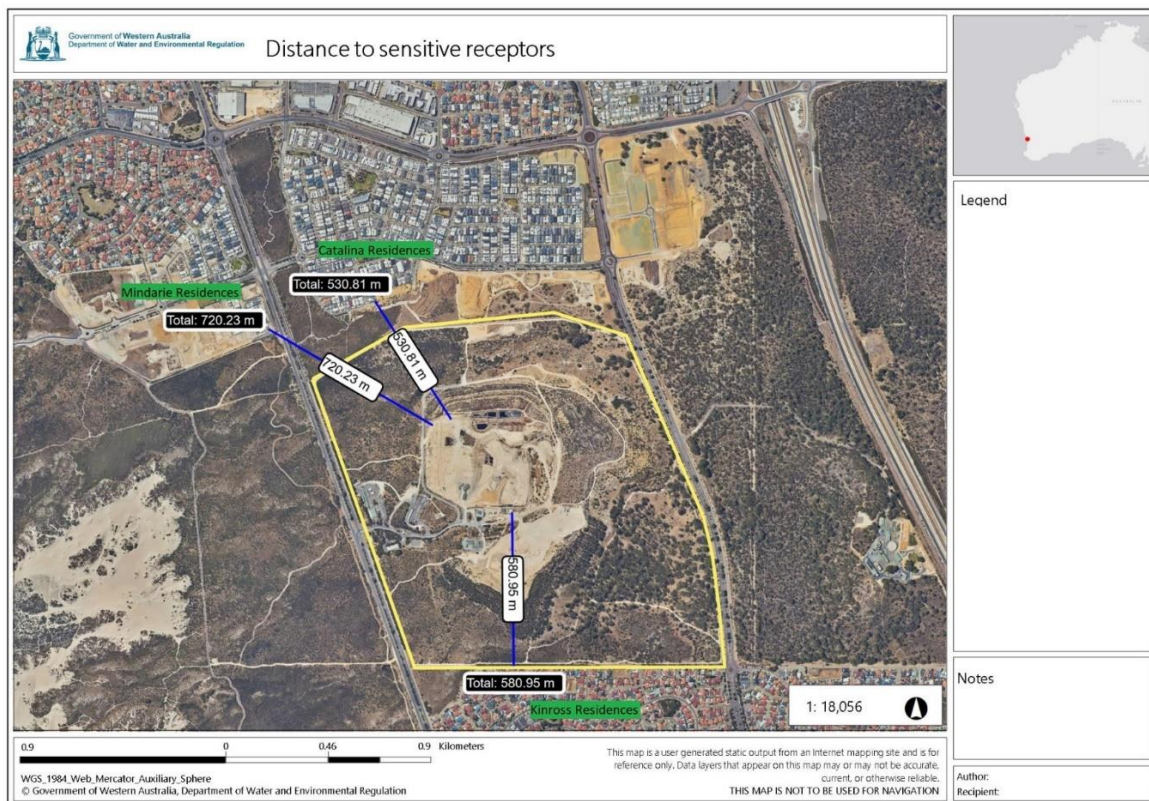 Government of Western Australia
Department of Water and Environmental Regulation
Distance to sensitive receptors
AUSTRALIA
Legend
Catalina Residences
Total: 530.81 m
Mindarie Residences
Total: 720.23 m
530.81 m
720.23 m
580.95 m
Total: 580.95 m
Kinross Residences
1: 18,056
Notes
0.9
0
0.46
0.9
Kilometers
WGS_1984_Web_Mercator_Auxiliary_Sphere
© Government of Western Australia, Department of Water and Environmental Regulation
This map is a user generated static output from an Internet mapping site and is for
reference only. Data layers that appear on this map may or may not be accurate,
current, or otherwise reliable.
THIS MAP IS NOT TO BE USED FOR NAVIGATION
Author:
Recipient: